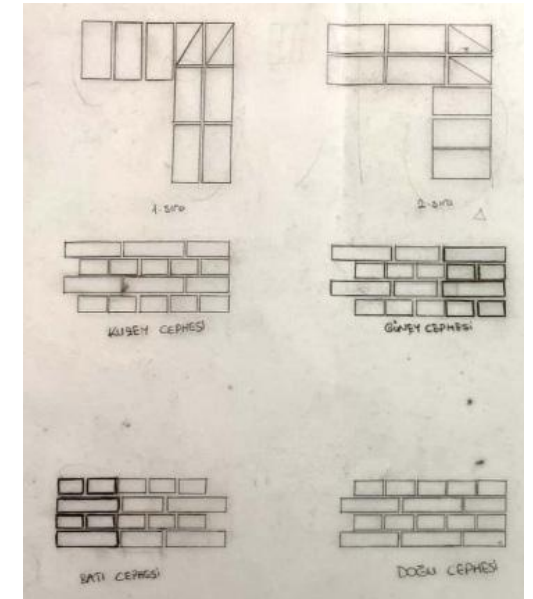 1-sıra
2-sıra
KUZEY CEPHESİ
GÜNEY CEPHESİ
BATI CEPHESİ
DOĞU CEPHESİ